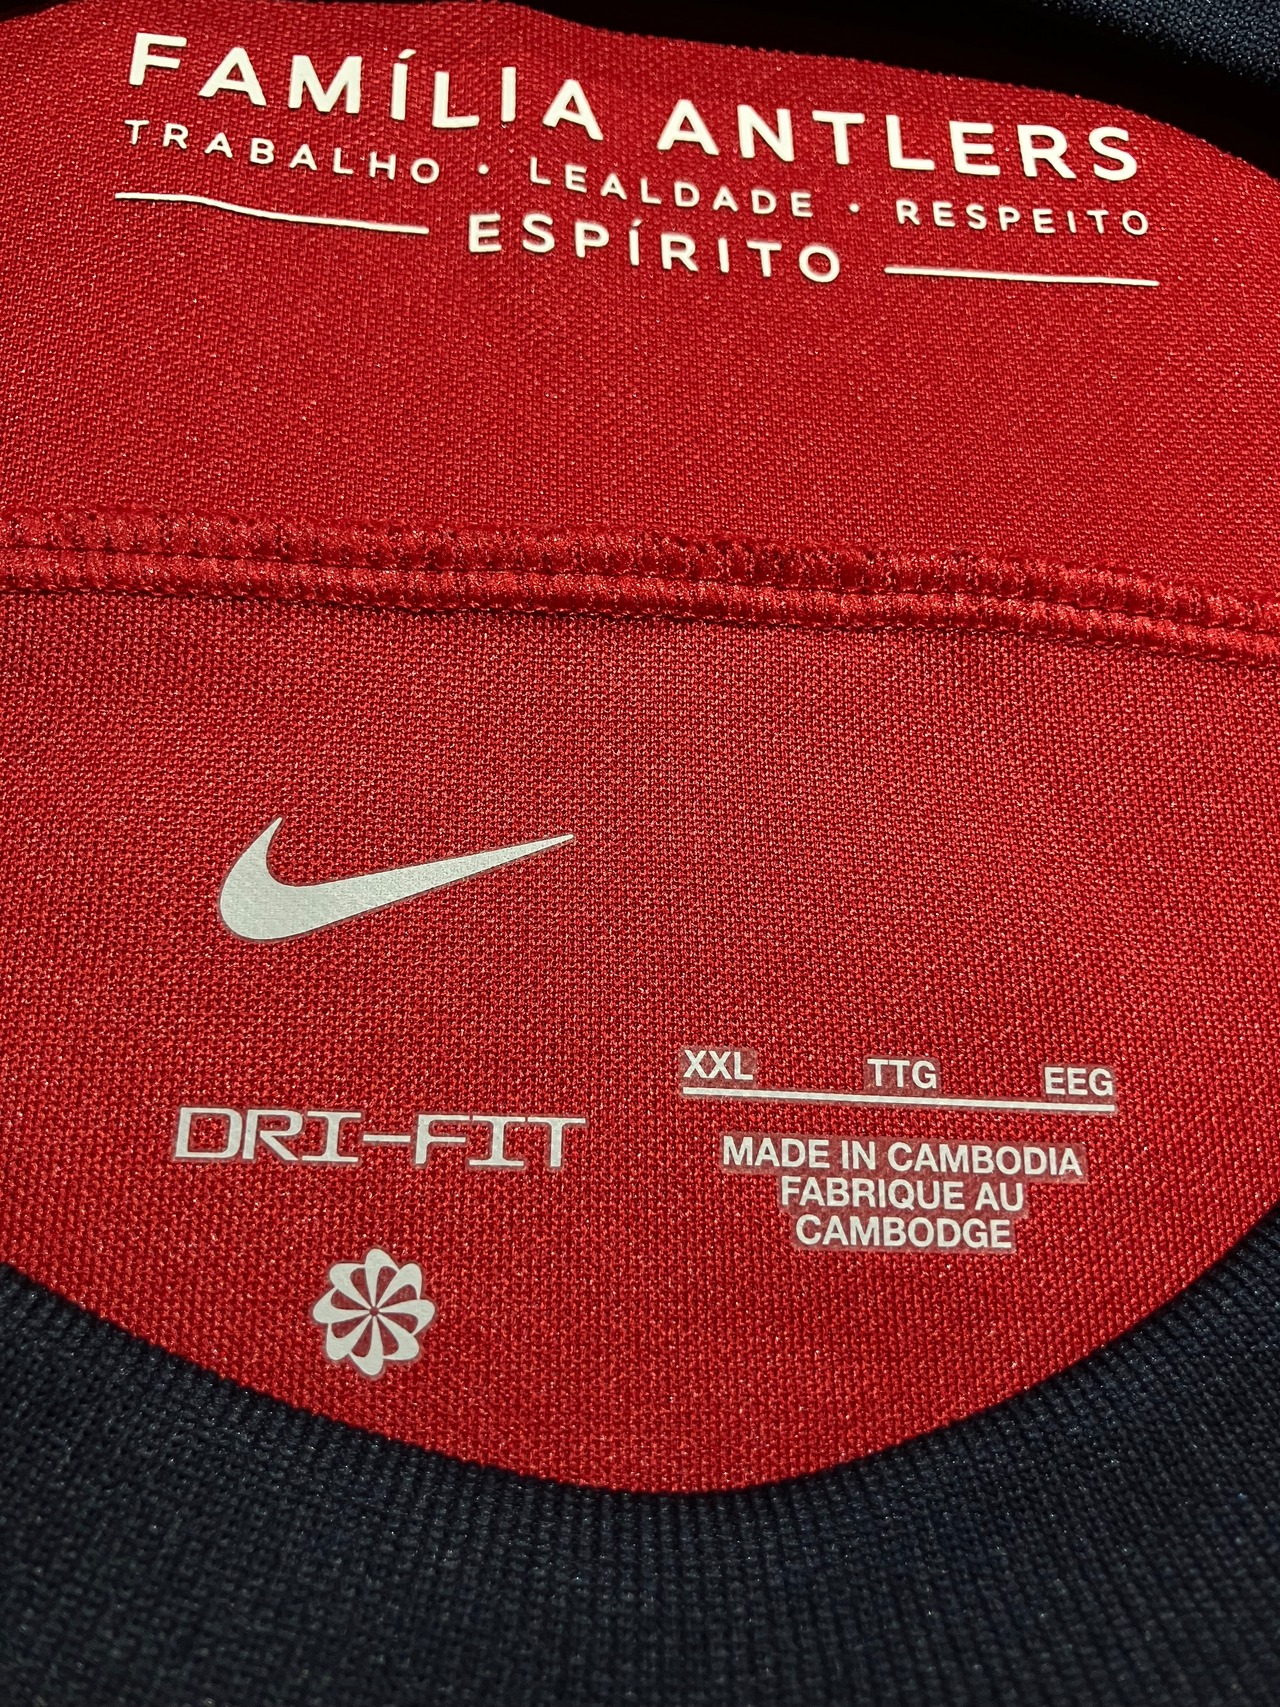 FAMÍLIA ANTLERS
TRABALHO · LEALDADE · RESPEITO
ESPÍRITO
XXL TTG EEG
DRI-FIT
MADE IN CAMBODIA
FABRIQUE AU
CAMBODGE